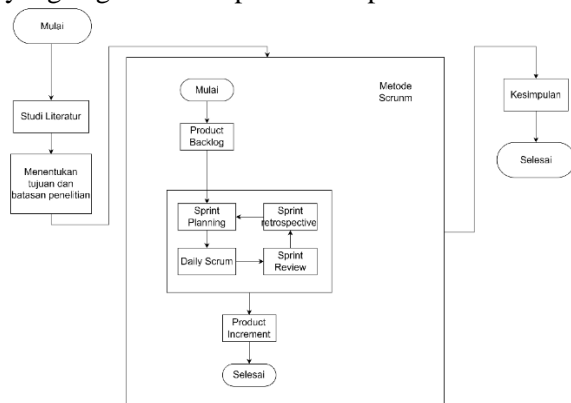 Mulai
Studi Literatur
Menentukan
tujuan dan
batasan penelitian
Metode
Scrunm
Mulai
Product
Backlog
Sprint
Planning
Sprint
retrospective
Daily Scrum
Sprint
Review
Product
Increment
Selesai
Kesimpulan
Selesai